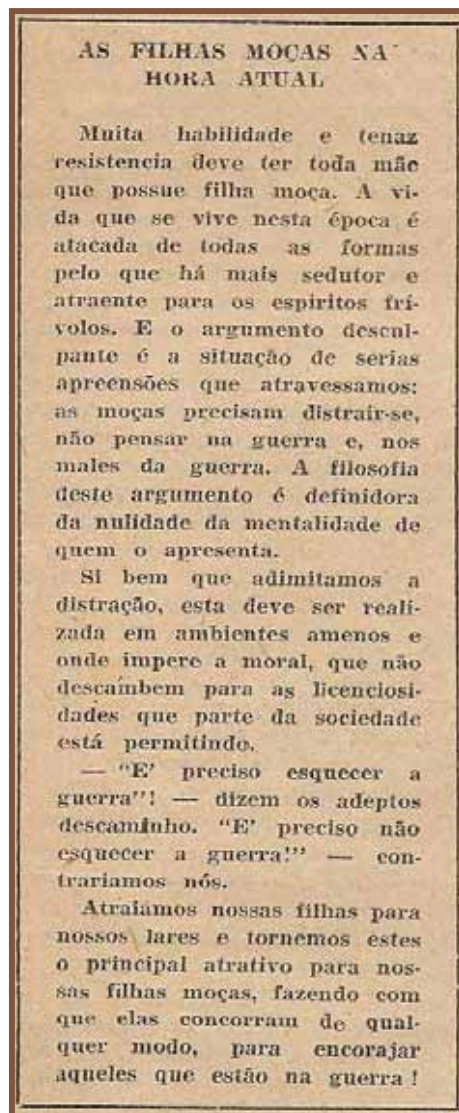 AS FILHAS MOÇAS NA
HORA ATUAL
Muita habilidade e tenaz
resistencia deve ter toda mãe
que possue filha moça. A vi-
da que se vive nesta época é
atacada de todas as formas
pelo que há mais sedutor e
atraente para os espiritos frí-
volos. E o argumento descul-
pante é a situação de serias
apreensões que atravessamos:
as moças precisam distrair-se,
não pensar na guerra e, nos
males da guerra. A filosofia
deste argumento é definidora
da nulidade da mentalidade de
quem o apresenta.
Si bem que adimitamos a
distração, esta deve ser reali-
zada em ambientes amenos e
onde impere a moral, que não
descambem para as licenciosi-
dades que parte da sociedade
está permitindo.
— "E' preciso esquecer a
guerra"! — dizem os adeptos
descaminho. "E' preciso não
esquecer a guerra!" — con-
trariamos nós.
Atraiamos nossas filhas para
nossos lares e tornemos estes
o principal atrativo para nos-
sas filhas moças, fazendo com
que elas concorram de qual-
quer modo, para encorajar
aqueles que estão na guerra !